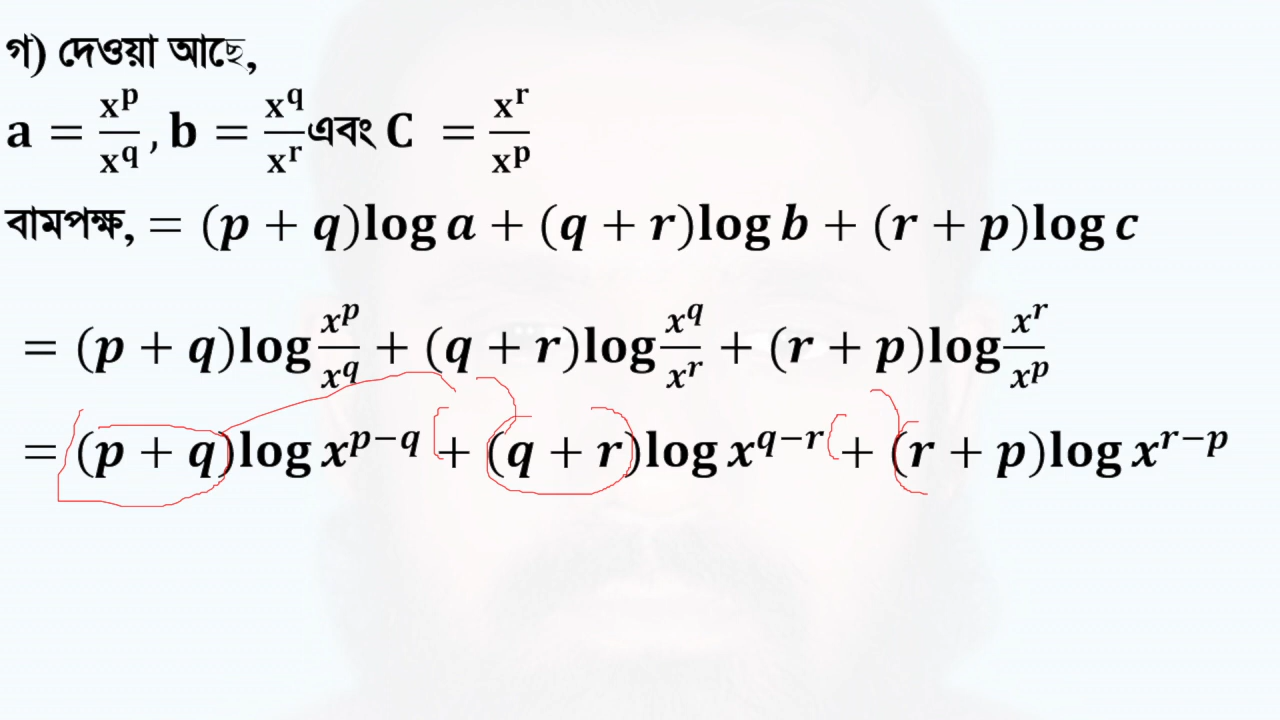 গ) দেওয়া আছে,
a = x^p/x^q , b = x^q/x^r এবং C = x^r/x^p
বামপক্ষ, = (p + q)log a + (q + r)log b + (r + p)log c
= (p + q)log x^p/x^q + (q + r)log x^q/x^r + (r + p)log x^r/x^p
= (p + q)log x^{p−q} + (q + r)log x^{q−r} + (r + p)log x^{r−p}